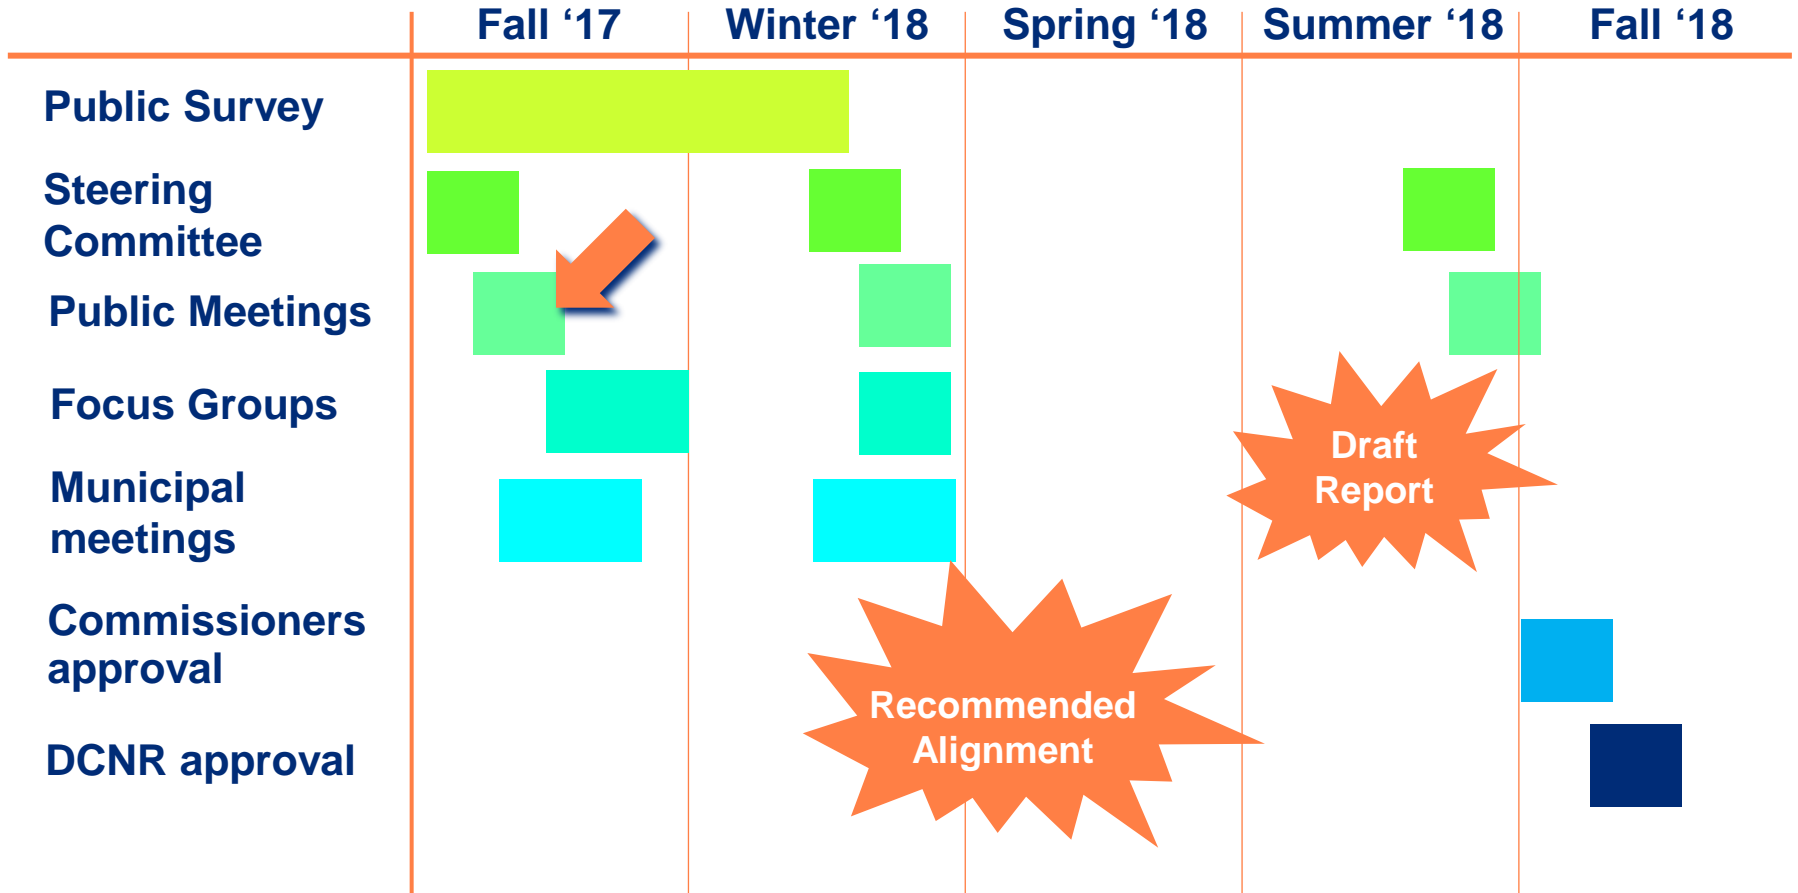 Fall ‘17 Winter ‘18 Spring ‘18 Summer ‘18 Fall ‘18
Public Survey
Steering
Committee
Public Meetings
Focus Groups
Municipal
meetings
Commissioners
approval
DCNR approval
Draft
Report
Recommended
Alignment